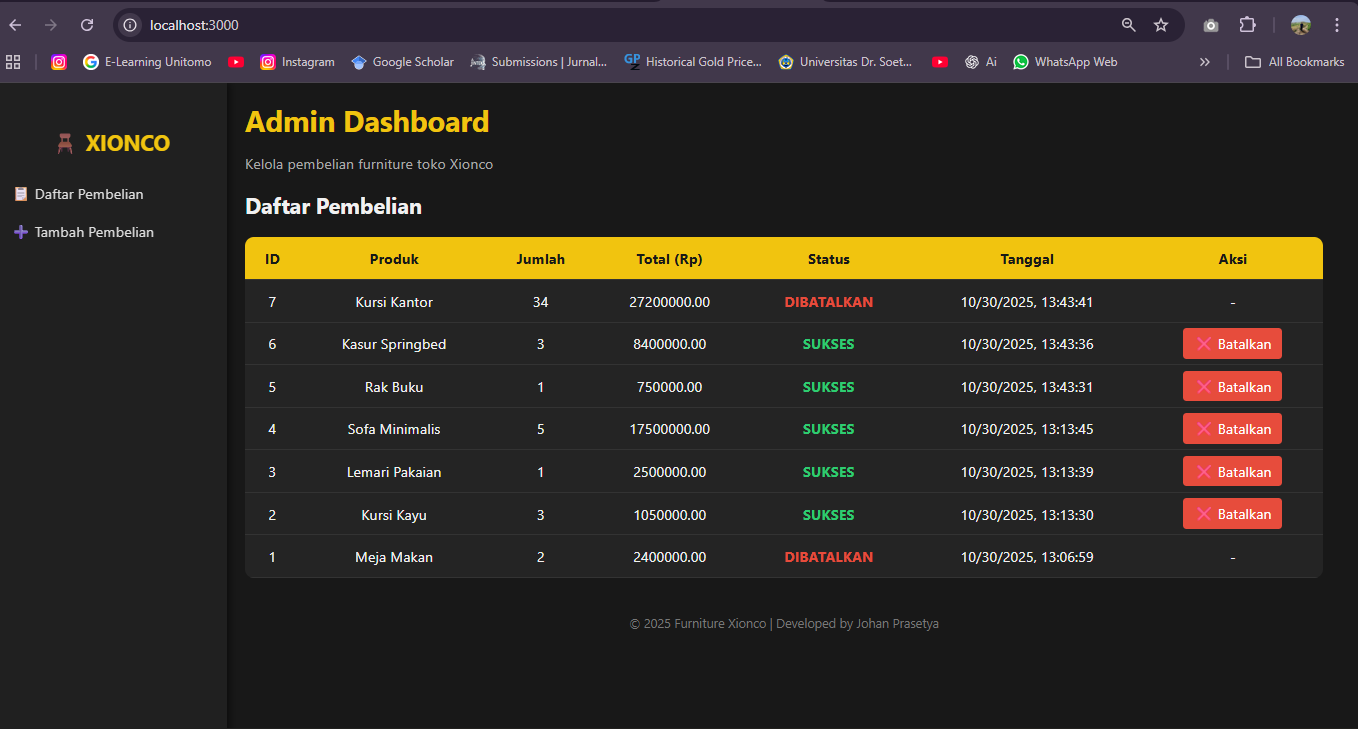 localhost:3000
E-Learning Unitomo Instagram Google Scholar Submissions | Jurnal... GP Z Historical Gold Price... Universitas Dr. Soet... Ai WhatsApp Web » All Bookmarks
XIONCO
Daftar Pembelian
Tambah Pembelian
Admin Dashboard
Kelola pembelian furniture toko Xionco
Daftar Pembelian
ID Produk Jumlah Total (Rp) Status Tanggal Aksi
7 Kursi Kantor 34 27200000.00 DIBATALKAN 10/30/2025, 13:43:41 -
6 Kasur Springbed 3 8400000.00 SUKSES 10/30/2025, 13:43:36 Batalkan
5 Rak Buku 1 750000.00 SUKSES 10/30/2025, 13:43:31 Batalkan
4 Sofa Minimalis 5 17500000.00 SUKSES 10/30/2025, 13:13:45 Batalkan
3 Lemari Pakaian 1 2500000.00 SUKSES 10/30/2025, 13:13:39 Batalkan
2 Kursi Kayu 3 1050000.00 SUKSES 10/30/2025, 13:13:30 Batalkan
1 Meja Makan 2 2400000.00 DIBATALKAN 10/30/2025, 13:06:59 -
© 2025 Furniture Xionco | Developed by Johan Prasetya